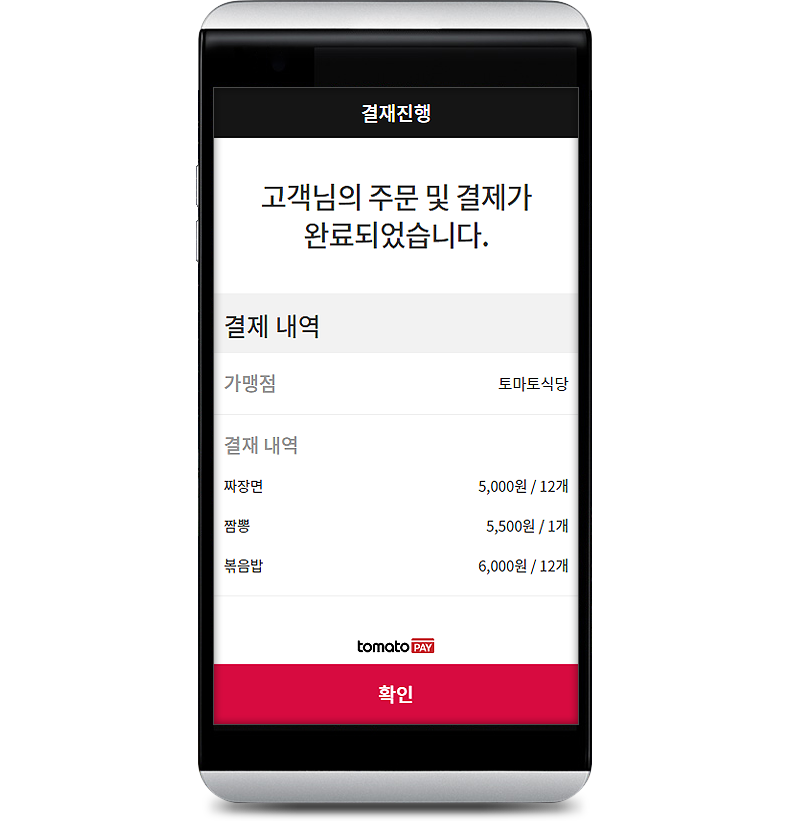 결재진행
고객님의 주문 및 결제가
완료되었습니다.
결제 내역
가맹점 토마토식당
결재 내역
짜장면 5,000원 / 12개
짬뽕 5,500원 / 1개
볶음밥 6,000원 / 12개
tomato PAY
확인